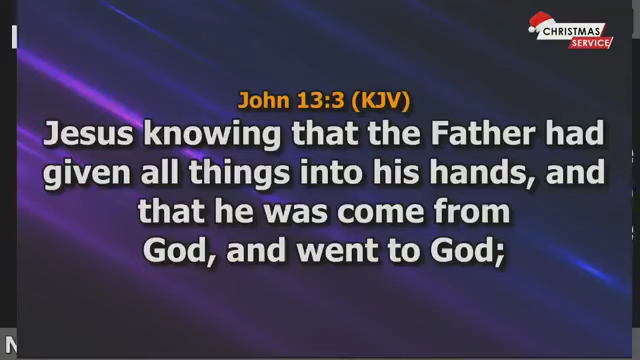 CHRISTMAS
SERVICE
John 13:3 (KJV)
Jesus knowing that the Father had
given all things into his hands, and
that he was come from
God, and went to God;
N